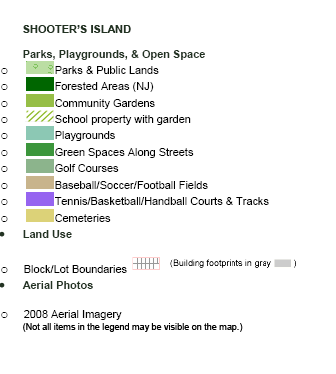 SHOOTER'S ISLAND
Parks, Playgrounds, & Open Space
Parks & Public Lands
Forested Areas (NJ)
Community Gardens
School property with garden
Playgrounds
Green Spaces Along Streets
Golf Courses
Baseball/Soccer/Football Fields
Tennis/Basketball/Handball Courts & Tracks
Cemeteries
Land Use
Block/Lot Boundaries (Building footprints in gray )
Aerial Photos
2008 Aerial Imagery
(Not all items in the legend may be visible on the map.)